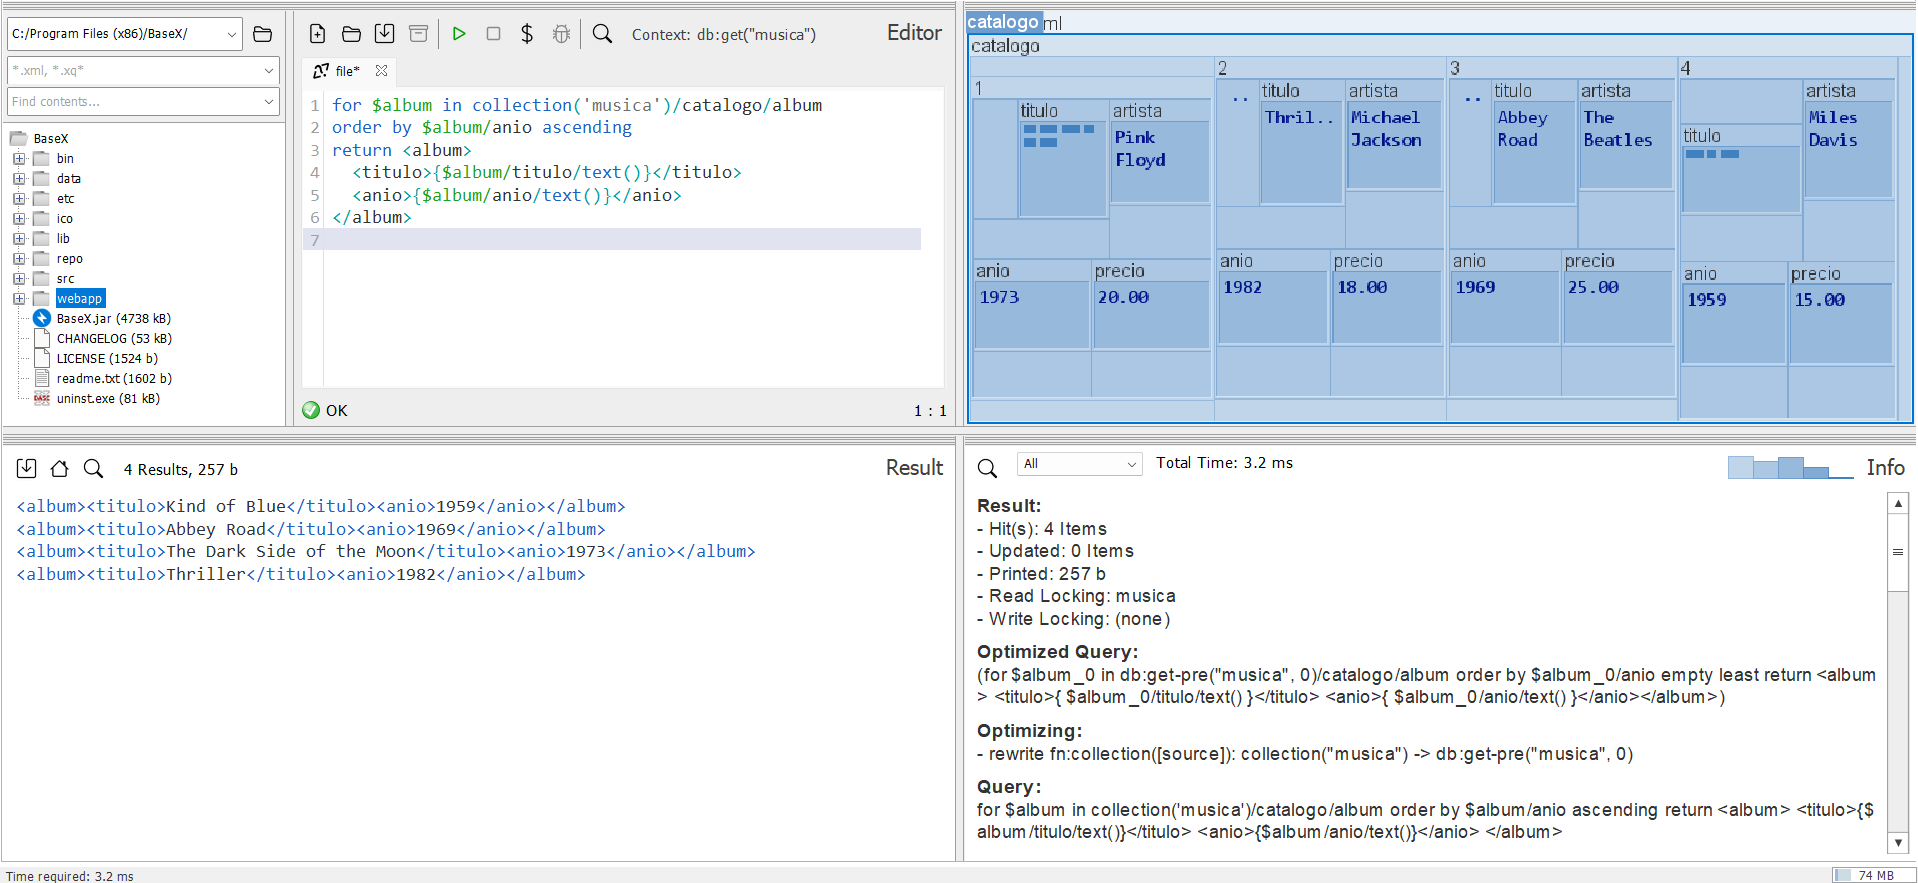 C:/Program Files (x86)/BaseX/
*.xml, *.xq*
Find contents...
BaseX
bin
data
etc
ico
lib
repo
src
webapp
BaseX.jar (4738 kB)
CHANGELOG (53 kB)
LICENSE (1524 b)
readme.txt (1602 b)
uninst.exe (81 kB)
Context: db:get("musica")
Editor
file*
1 for $album in collection('musica')/catalogo/album
2 order by $album/anio ascending
3 return <album>
4 <titulo>{$album/titulo/text()}</titulo>
5 <anio>{$album/anio/text()}</anio>
6 </album>
7
OK
1 : 1
catalogo ml
catalogo
1
titulo
artista
Pink
Floyd
anio
1973
precio
20.00
2
..
titulo
Thril..
artista
Michael
Jackson
anio
1982
precio
18.00
3
..
titulo
Abbey
Road
artista
The
Beatles
anio
1969
precio
25.00
4
titulo
artista
Miles
Davis
anio
1959
precio
15.00
4 Results, 257 b
Result
<album><titulo>Kind of Blue</titulo><anio>1959</anio></album>
<album><titulo>Abbey Road</titulo><anio>1969</anio></album>
<album><titulo>The Dark Side of the Moon</titulo><anio>1973</anio></album>
<album><titulo>Thriller</titulo><anio>1982</anio></album>
All
Total Time: 3.2 ms
Info
Result:
- Hit(s): 4 Items
- Updated: 0 Items
- Printed: 257 b
- Read Locking: musica
- Write Locking: (none)
Optimized Query:
(for $album_0 in db:get-pre("musica", 0)/catalogo/album order by $album_0/anio empty least return <album
> <titulo>{ $album_0/titulo/text() }</titulo> <anio>{ $album_0/anio/text() }</anio></album>)
Optimizing:
- rewrite fn:collection([source]): collection("musica") -> db:get-pre("musica", 0)
Query:
for $album in collection('musica')/catalogo/album order by $album/anio ascending return <album> <titulo>{$
album/titulo/text()}</titulo> <anio>{$album/anio/text()}</anio> </album>
Time required: 3.2 ms
74 MB